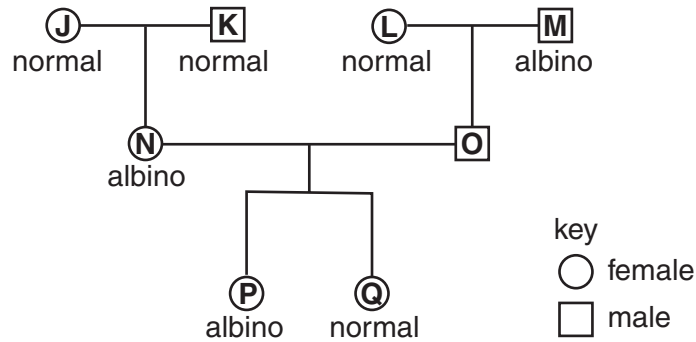 J K L M
normal normal normal albino
N O
albino
key
female
P Q
male
albino normal